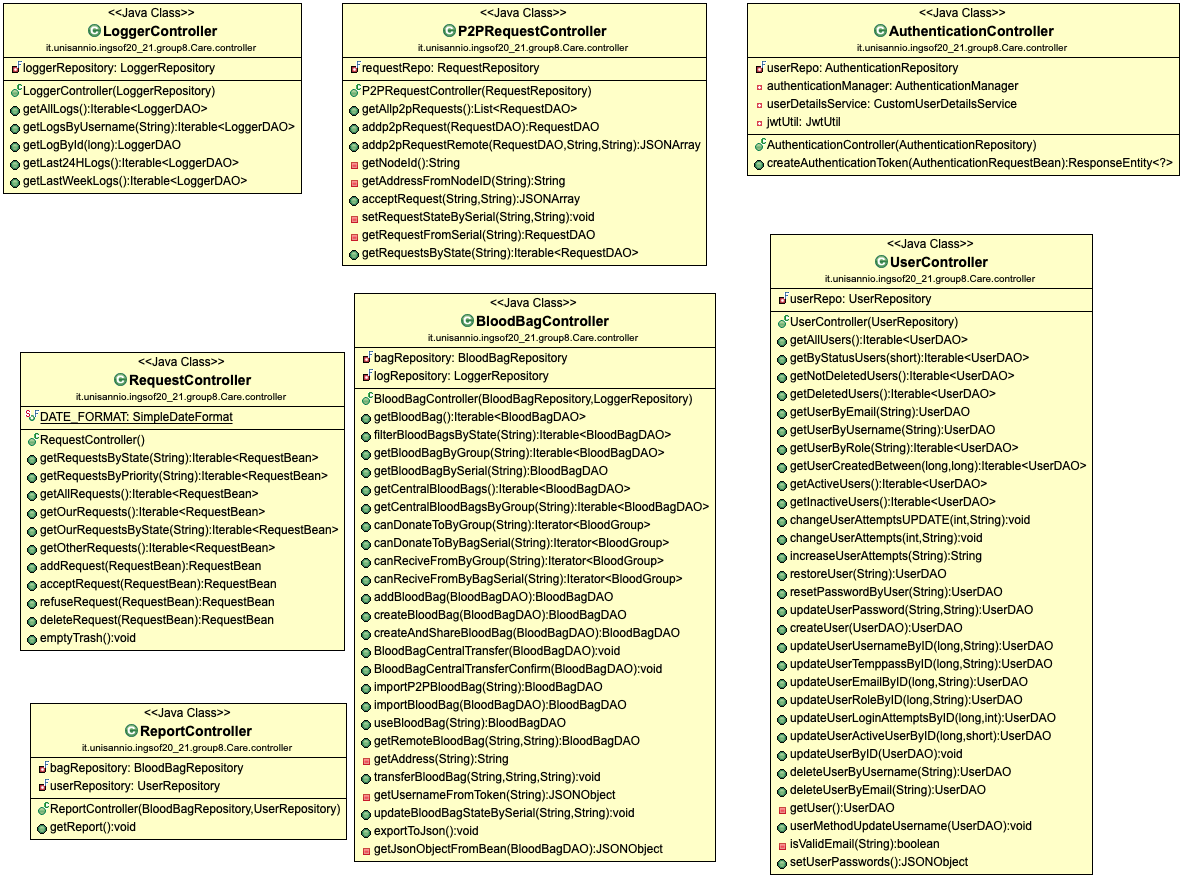 <<Java Class>>
LoggerController
it.unisannio.ingsof20_21.group8.Care.controller
loggerRepository: LoggerRepository
LoggerController(LoggerRepository)
getAllLogs():Iterable<LoggerDAO>
getLogsByUsername(String):Iterable<LoggerDAO>
getLogById(long):LoggerDAO
getLast24HLogs():Iterable<LoggerDAO>
getLastWeekLogs():Iterable<LoggerDAO>
<<Java Class>>
P2PRequestController
it.unisannio.ingsof20_21.group8.Care.controller
requestRepo: RequestRepository
P2PRequestController(RequestRepository)
getAllp2pRequests():List<RequestDAO>
addp2pRequest(RequestDAO):RequestDAO
addp2pRequestRemote(RequestDAO,String,String):JSONArray
getNodeId():String
getAddressFromNodeID(String):String
acceptRequest(String,String):JSONArray
setRequestStateBySerial(String,String):void
getRequestFromSerial(String):RequestDAO
getRequestsByState(String):Iterable<RequestDAO>
<<Java Class>>
AuthenticationController
it.unisannio.ingsof20_21.group8.Care.controller
userRepo: AuthenticationRepository
authenticationManager: AuthenticationManager
userDetailsService: CustomUserDetailsService
jwtUtil: JwtUtil
AuthenticationController(AuthenticationRepository)
createAuthenticationToken(AuthenticationRequestBean):ResponseEntity<?>
<<Java Class>>
RequestController
it.unisannio.ingsof20_21.group8.Care.controller
DATE_FORMAT: SimpleDateFormat
RequestController()
getRequestsByState(String):Iterable<RequestBean>
getRequestsByPriority(String):Iterable<RequestBean>
getAllRequests():Iterable<RequestBean>
getOurRequests():Iterable<RequestBean>
getOurRequestsByState(String):Iterable<RequestBean>
getOtherRequests():Iterable<RequestBean>
addRequest(RequestBean):RequestBean
acceptRequest(RequestBean):RequestBean
refuseRequest(RequestBean):RequestBean
deleteRequest(RequestBean):RequestBean
emptyTrash():void
<<Java Class>>
BloodBagController
it.unisannio.ingsof20_21.group8.Care.controller
bagRepository: BloodBagRepository
logRepository: LoggerRepository
BloodBagController(BloodBagRepository,LoggerRepository)
getBloodBag():Iterable<BloodBagDAO>
filterBloodBagsByState(String):Iterable<BloodBagDAO>
getBloodBagByGroup(String):Iterable<BloodBagDAO>
getBloodBagBySerial(String):BloodBagDAO
getCentralBloodBags():Iterable<BloodBagDAO>
getCentralBloodBagsByGroup(String):Iterable<BloodBagDAO>
canDonateToByGroup(String):Iterator<BloodGroup>
canDonateToByBagSerial(String):Iterator<BloodGroup>
canReciveFromByGroup(String):Iterator<BloodGroup>
canReciveFromByBagSerial(String):Iterator<BloodGroup>
addBloodBag(BloodBagDAO):BloodBagDAO
createBloodBag(BloodBagDAO):BloodBagDAO
createAndShareBloodBag(BloodBagDAO):BloodBagDAO
BloodBagCentralTransfer(BloodBagDAO):void
BloodBagCentralTransferConfirm(BloodBagDAO):void
importP2PBloodBag(String):BloodBagDAO
importBloodBag(BloodBagDAO):BloodBagDAO
useBloodBag(String):BloodBagDAO
getRemoteBloodBag(String,String):BloodBagDAO
getAddress(String):String
transferBloodBag(String,String,String):void
getUsernameFromToken(String):JSONObject
updateBloodBagStateBySerial(String,String):void
exportToJson():void
getJsonObjectFromBean(BloodBagDAO):JSONObject
<<Java Class>>
UserController
it.unisannio.ingsof20_21.group8.Care.controller
userRepo: UserRepository
UserController(UserRepository)
getAllUsers():Iterable<UserDAO>
getByStatusUsers(short):Iterable<UserDAO>
getNotDeletedUsers():Iterable<UserDAO>
getDeletedUsers():Iterable<UserDAO>
getUserByEmail(String):UserDAO
getUserByUsername(String):UserDAO
getUserByRole(String):Iterable<UserDAO>
getUserCreatedBetween(long,long):Iterable<UserDAO>
getActiveUsers():Iterable<UserDAO>
getInactiveUsers():Iterable<UserDAO>
changeUserAttemptsUPDATE(int,String):void
changeUserAttempts(int,String):void
increaseUserAttempts(String):String
restoreUser(String):UserDAO
resetPasswordByUser(String):UserDAO
updateUserPassword(String,String):UserDAO
createUser(UserDAO):UserDAO
updateUserUsernameByID(long,String):UserDAO
updateUserTemppassByID(long,String):UserDAO
updateUserEmailByID(long,String):UserDAO
updateUserRoleByID(long,String):UserDAO
updateUserLoginAttemptsByID(long,int):UserDAO
updateUserActiveUserByID(long,short):UserDAO
updateUserByID(UserDAO):void
deleteUserByUsername(String):UserDAO
deleteUserByEmail(String):UserDAO
getUser():UserDAO
userMethodUpdateUsername(UserDAO):void
isValidEmail(String):boolean
setUserPasswords():JSONObject
<<Java Class>>
ReportController
it.unisannio.ingsof20_21.group8.Care.controller
bagRepository: BloodBagRepository
userRepository: UserRepository
ReportController(BloodBagRepository,UserRepository)
getReport():void